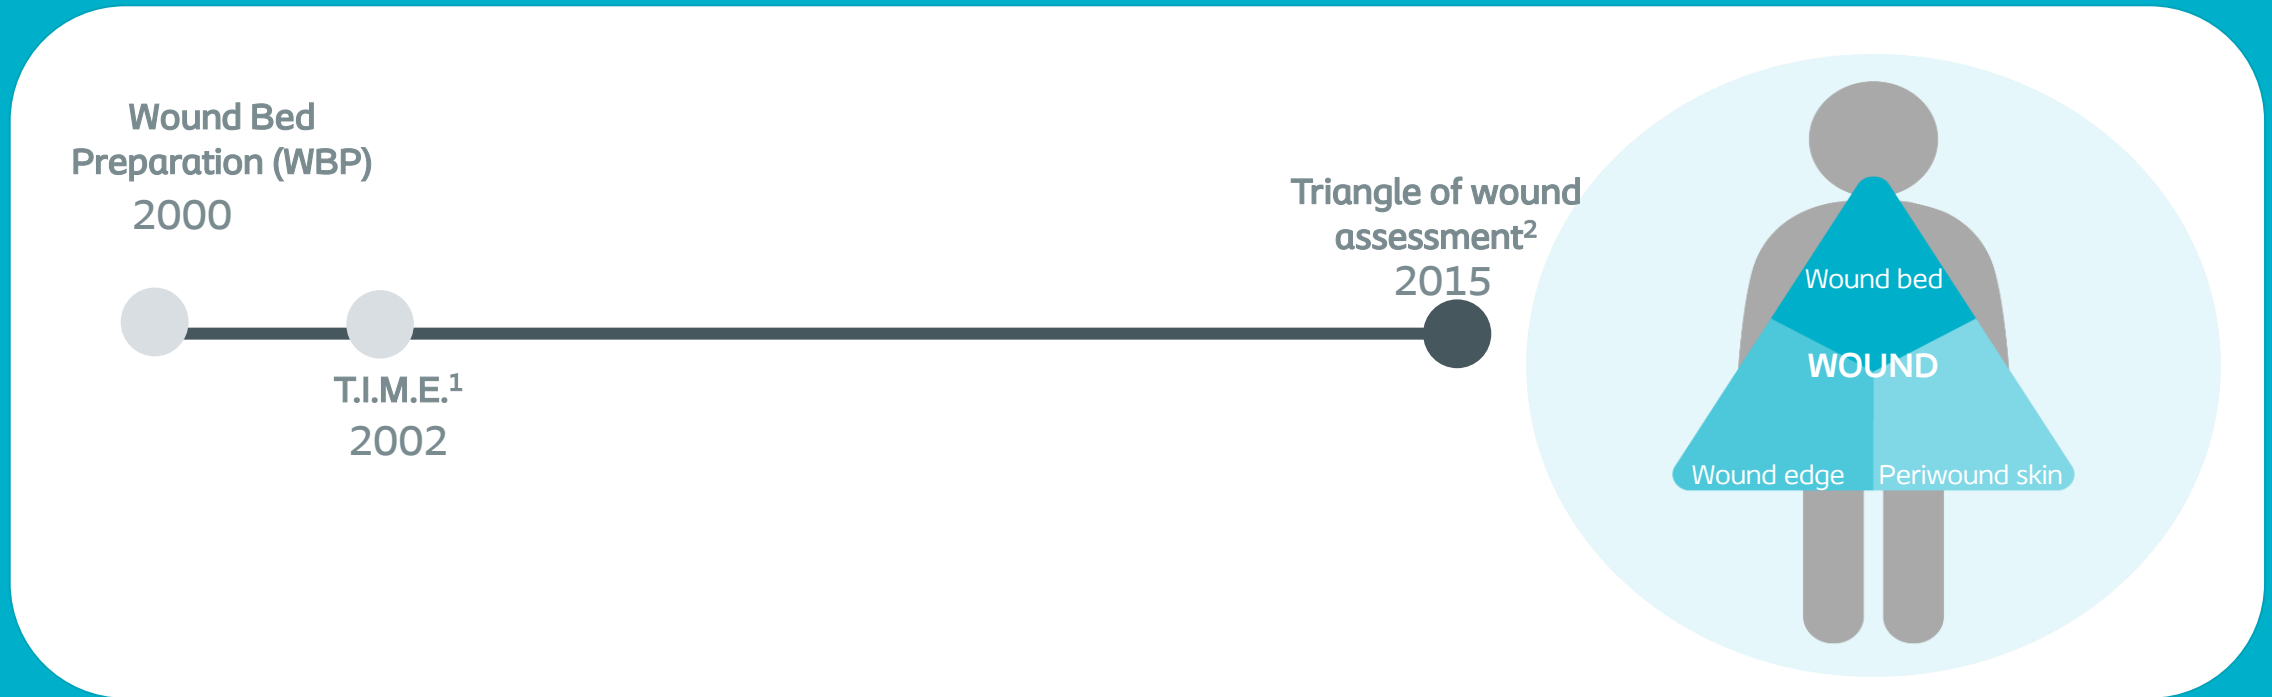 Wound Bed
Preparation (WBP)
2000
T.I.M.E.¹
2002
Triangle of wound
assessment²
2015
Wound bed
WOUND
Wound edge
Periwound skin